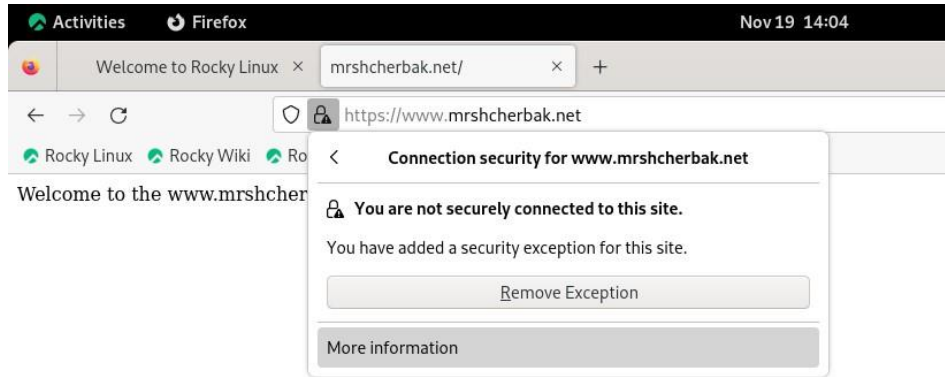 Activities Firefox Nov 19 14:04
Welcome to Rocky Linux × mrshcherbak.net/ × +
https://www.mrshcherbak.net
Rocky Linux Rocky Wiki Ro
< Connection security for www.mrshcherbak.net
Welcome to the www.mrshcher
You are not securely connected to this site.
You have added a security exception for this site.
Remove Exception
More information